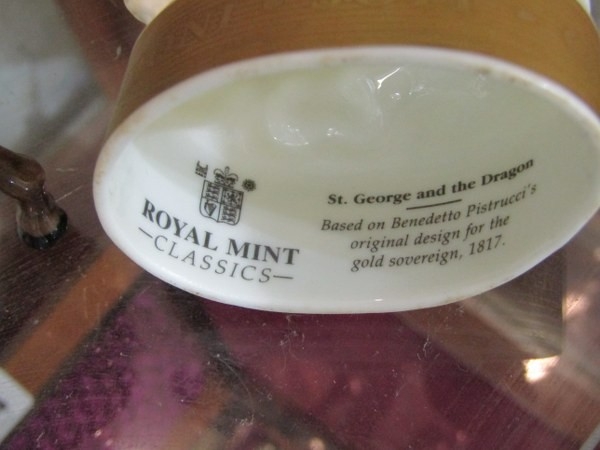 ROYAL MINT
—CLASSICS—
St. George and the Dragon
Based on Benedetto Pistrucci's
original design for the
gold sovereign, 1817.